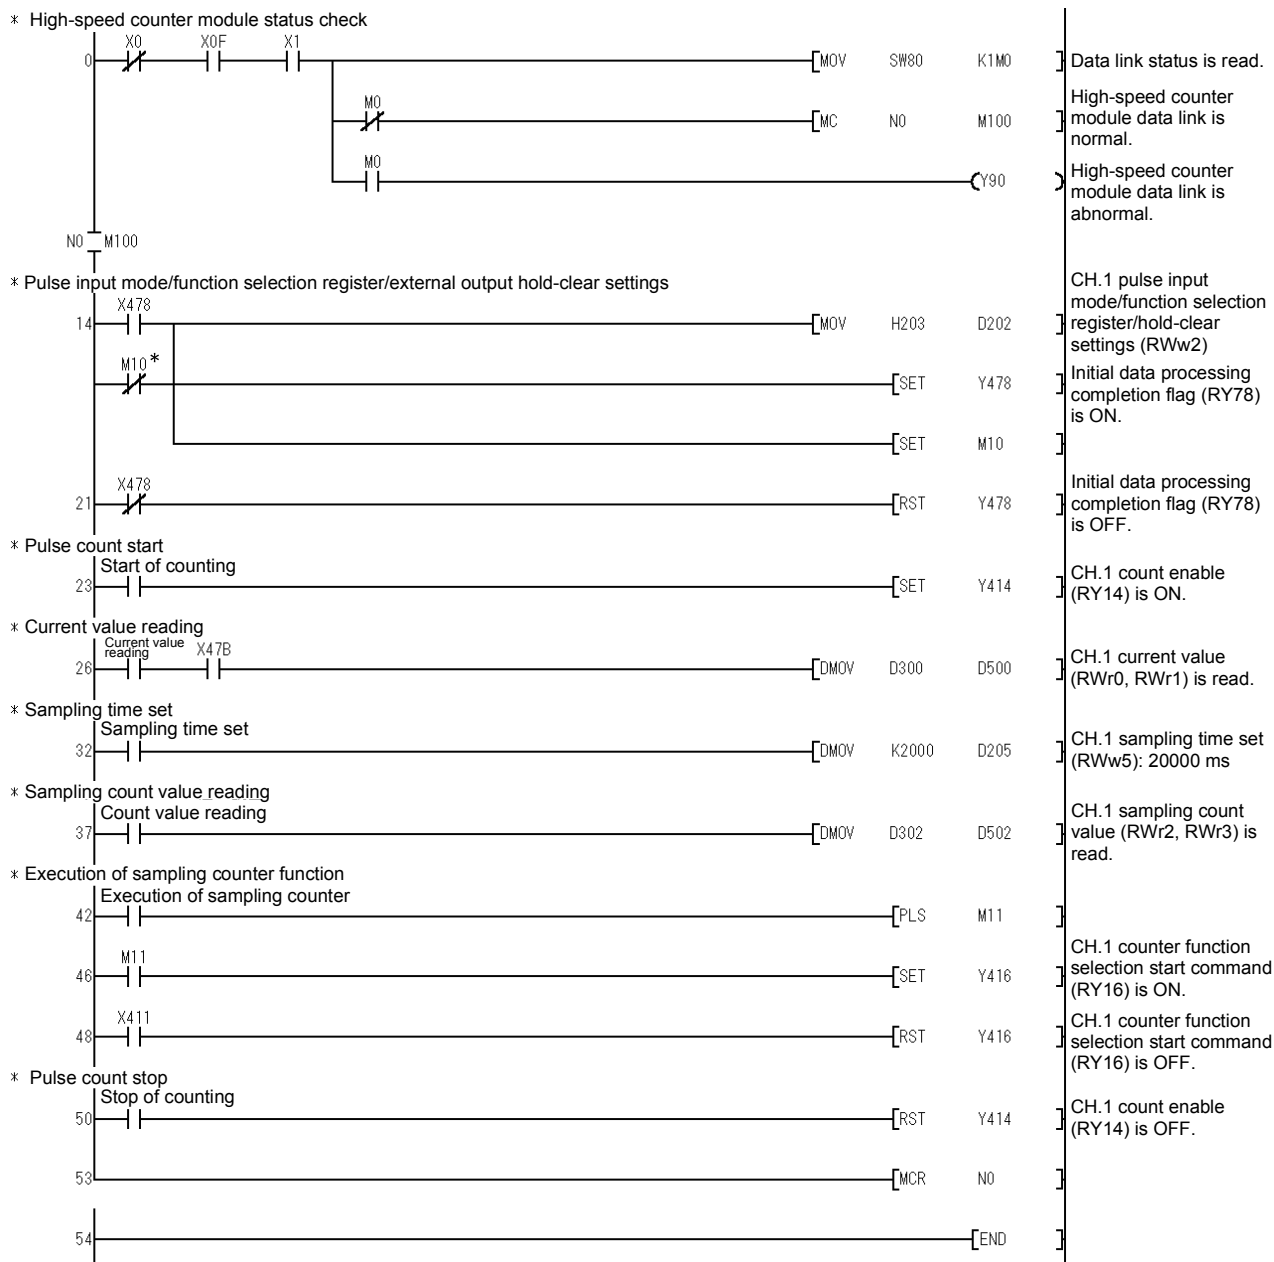 * High-speed counter module status check
X0 X0F X1
0 MOV SW80 K1M0 Data link status is read.
M0
MC N0 M100
High-speed counter
module data link is
normal.
M0
Y90
High-speed counter
module data link is
abnormal.
N0 M100
* Pulse input mode/function selection register/external output hold-clear settings
X478
14 MOV H203 D202
CH.1 pulse input
mode/function selection
register/hold-clear
settings (RWw2)
M10 *
SET Y478
Initial data processing
completion flag (RY78)
is ON.
SET M10
X478
21 RST Y478
Initial data processing
completion flag (RY78)
is OFF.
* Pulse count start
Start of counting
23 SET Y414
CH.1 count enable
(RY14) is ON.
* Current value reading
Current value
reading
X47B
26 DMOV D300 D500
CH.1 current value
(RWr0, RWr1) is read.
* Sampling time set
Sampling time set
32 DMOV K2000 D205
CH.1 sampling time set
(RWw5): 20000 ms
* Sampling count value reading
Count value reading
37 DMOV D302 D502
CH.1 sampling count
value (RWr2, RWr3) is
read.
* Execution of sampling counter function
Execution of sampling counter
42 PLS M11
M11
46 SET Y416
CH.1 counter function
selection start command
(RY16) is ON.
X411
48 RST Y416
CH.1 counter function
selection start command
(RY16) is OFF.
* Pulse count stop
Stop of counting
50 RST Y414
CH.1 count enable
(RY14) is OFF.
53 MCR N0
54 END